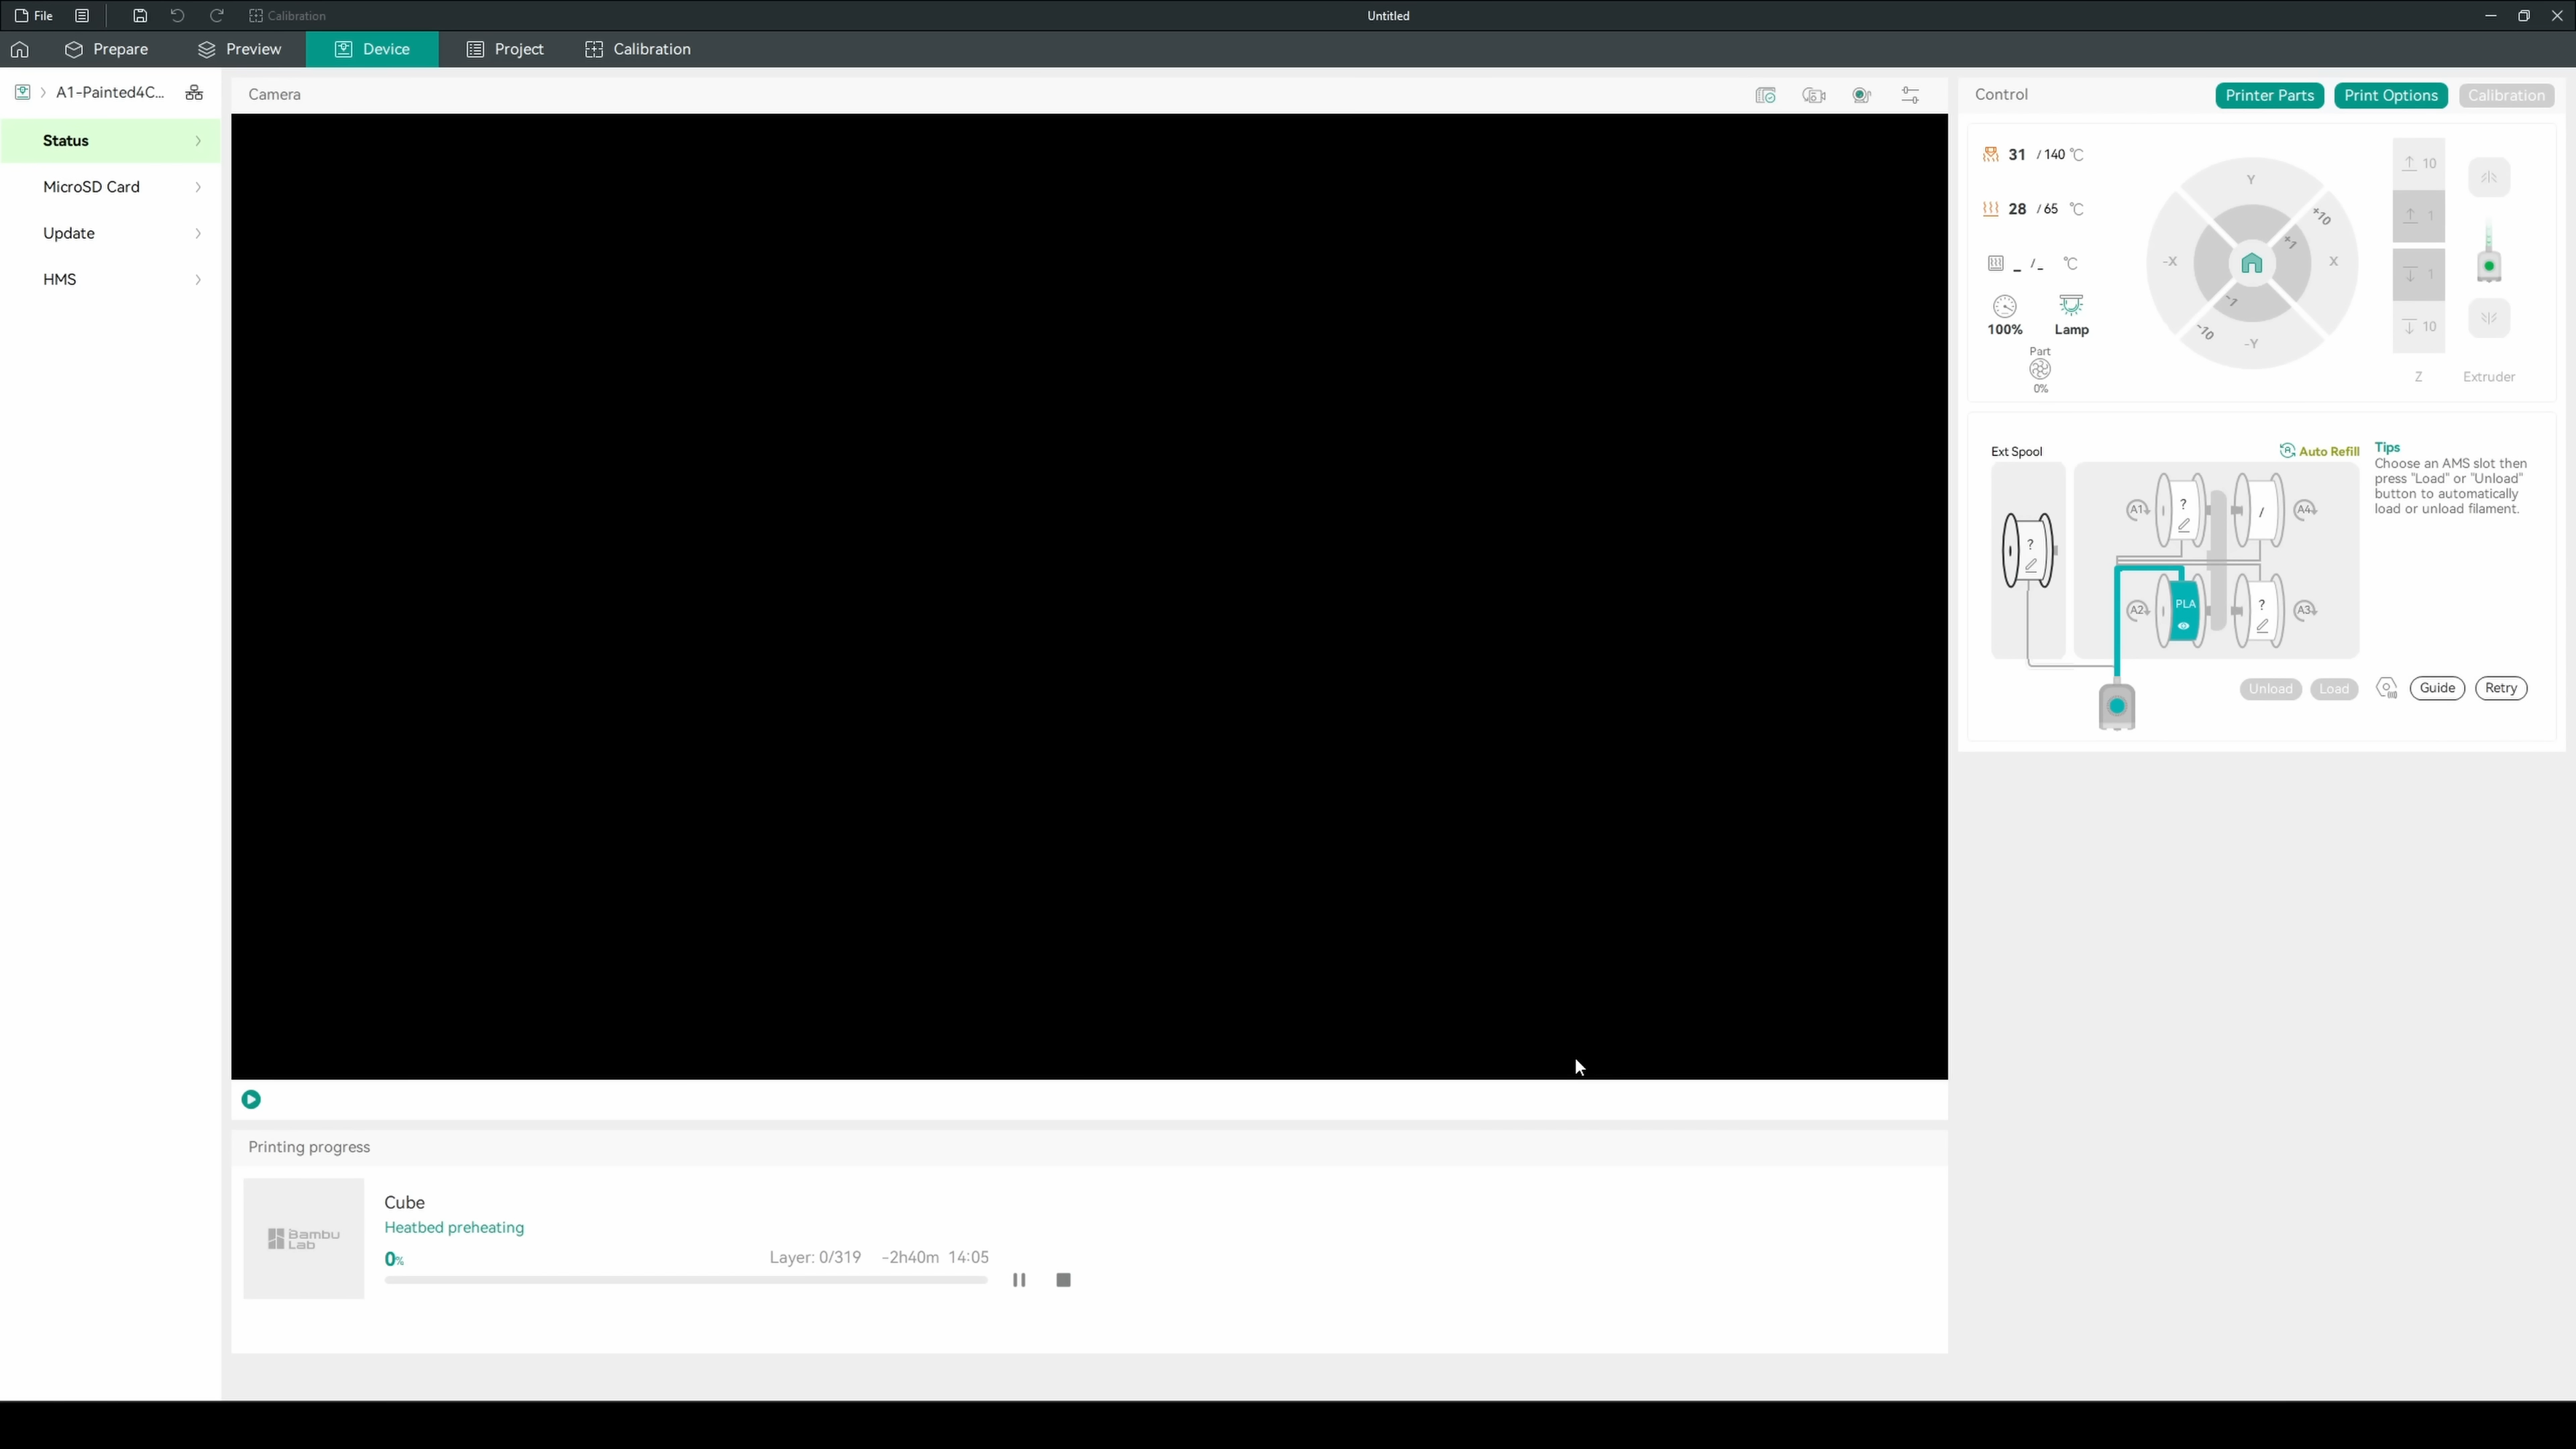 File
Calibration
Untitled
Prepare
Preview
Device
Project
Calibration
A1-Painted4C...
Status
MicroSD Card
Update
HMS
Camera
Control
Printer Parts
Print Options
Calibration
31 / 140 ℃
28 / 65 ℃
_ / _ ℃
100%
Lamp
Part
0%
Y
+10
+1
-X
X
-1
-10
-Y
10
1
1
10
Z
Extruder
Ext Spool
Auto Refill
Tips
Choose an AMS slot then
press "Load" or "Unload"
button to automatically
load or unload filament.
A1
?
/
A4
?
A2
PLA
?
A3
Unload
Load
Guide
Retry
Printing progress
Bambu
Lab
Cube
Heatbed preheating
0%
Layer: 0/319
-2h40m
14:05